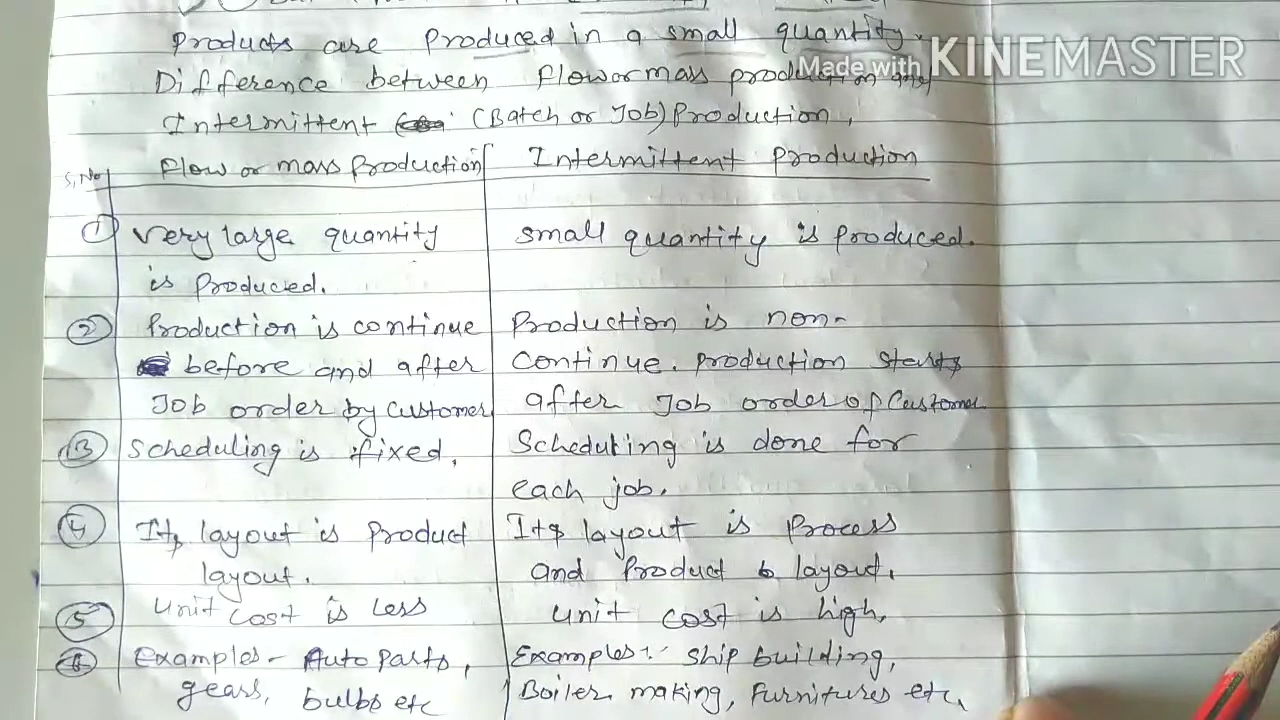 Products are produced in a small quantity.
Made with KINEMASTER
Difference between flow or mass production and
Intermittent (Batch or Job) Production,
S.No Flow or mass Production Intermittent Production
① Very large quantity small quantity is produced.
is produced.
② Production is continue Production is non-
before and after continue. production starts
Job order by customer after Job order of customer
③ Scheduling is fixed. Scheduling is done for
each job.
④ Its layout is Product Its layout is process
layout. and product layout.
⑤ unit cost is Less unit cost is high.
⑥ Examples - Auto parts, Examples:- ship building,
gears, bulbs etc Boiler making, furnitures etc.